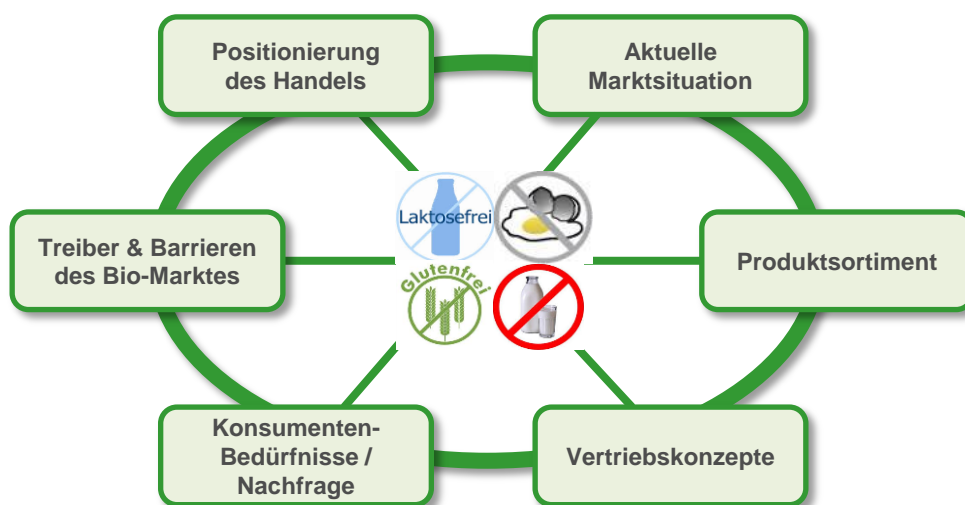 Positionierung
des Handels
Aktuelle
Marktsituation
Laktosefrei
Treiber & Barrieren
des Bio-Marktes
Produktsortiment
Glutenfrei
Konsumenten-
Bedürfnisse /
Nachfrage
Vertriebskonzepte